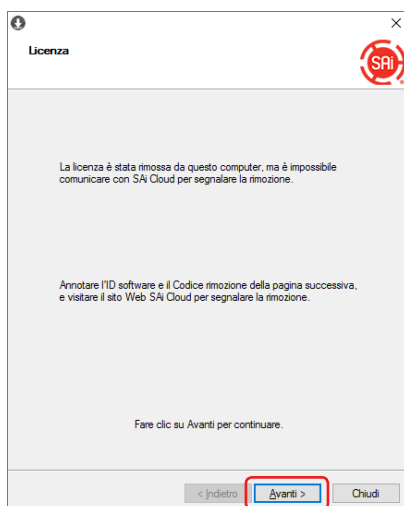 Licenza
SAi
La licenza è stata rimossa da questo computer, ma è impossibile
comunicare con SAi Cloud per segnalare la rimozione.
Annotare l'ID software e il Codice rimozione della pagina successiva,
e visitare il sito Web SAi Cloud per segnalare la rimozione.
Fare clic su Avanti per continuare.
< Indietro Avanti > Chiudi